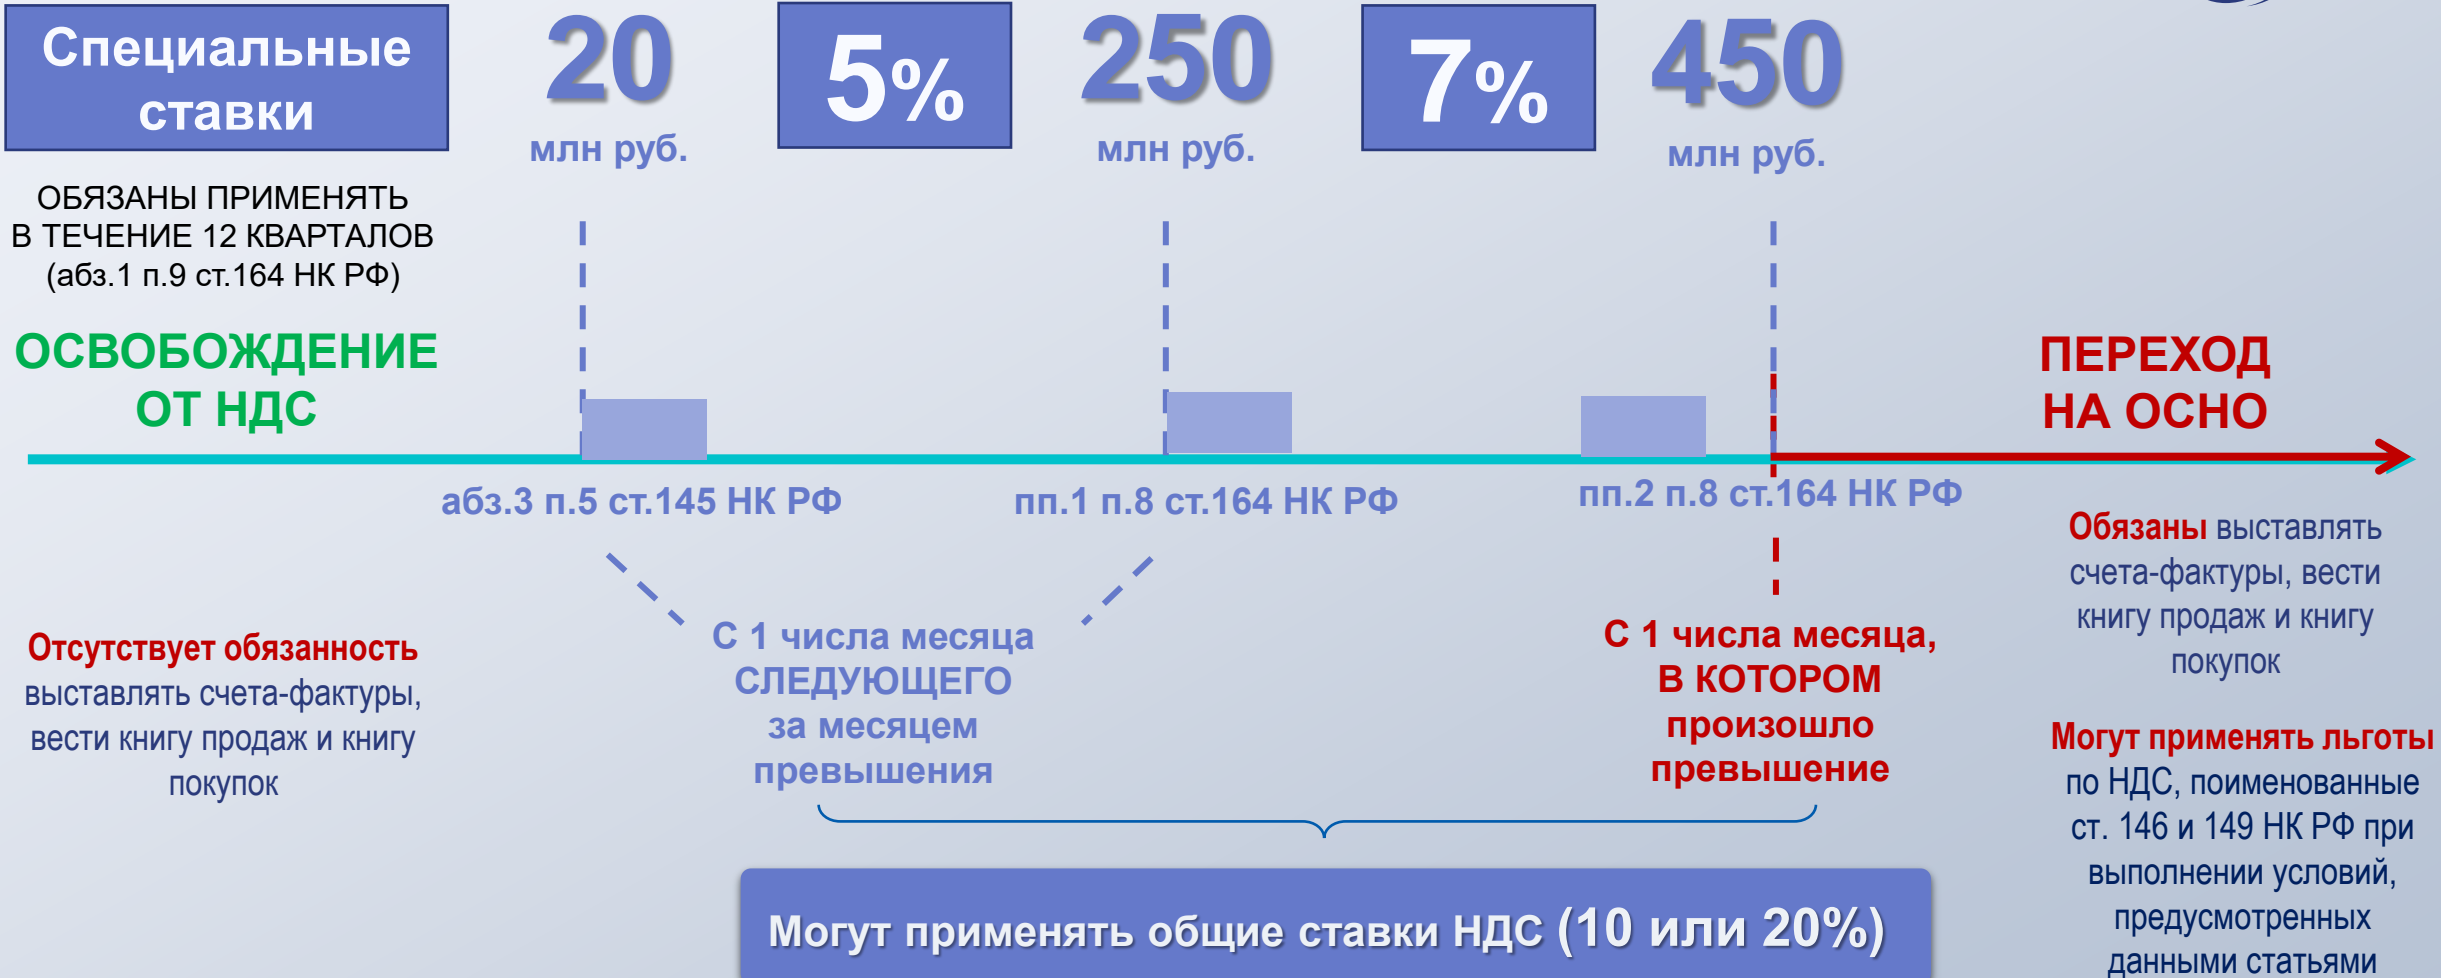 Специальные
ставки
20
млн руб.
5%
250
млн руб.
7%
450
млн руб.
ОБЯЗАНЫ ПРИМЕНЯТЬ
В ТЕЧЕНИЕ 12 КВАРТАЛОВ
(абз.1 п.9 ст.164 НК РФ)
ОСВОБОЖДЕНИЕ
ОТ НДС
ПЕРЕХОД
НА ОСНО
абз.3 п.5 ст.145 НК РФ
пп.1 п.8 ст.164 НК РФ
пп.2 п.8 ст.164 НК РФ
Отсутствует обязанность
выставлять счета-фактуры,
вести книгу продаж и книгу
покупок
С 1 числа месяца
СЛЕДУЮЩЕГО
за месяцем
превышения
С 1 числа месяца,
В КОТОРОМ
произошло
превышение
Обязаны выставлять
счета-фактуры, вести
книгу продаж и книгу
покупок
Могут применять льготы
по НДС, поименованные
ст. 146 и 149 НК РФ при
выполнении условий,
предусмотренных
данными статьями
Могут применять общие ставки НДС (10 или 20%)